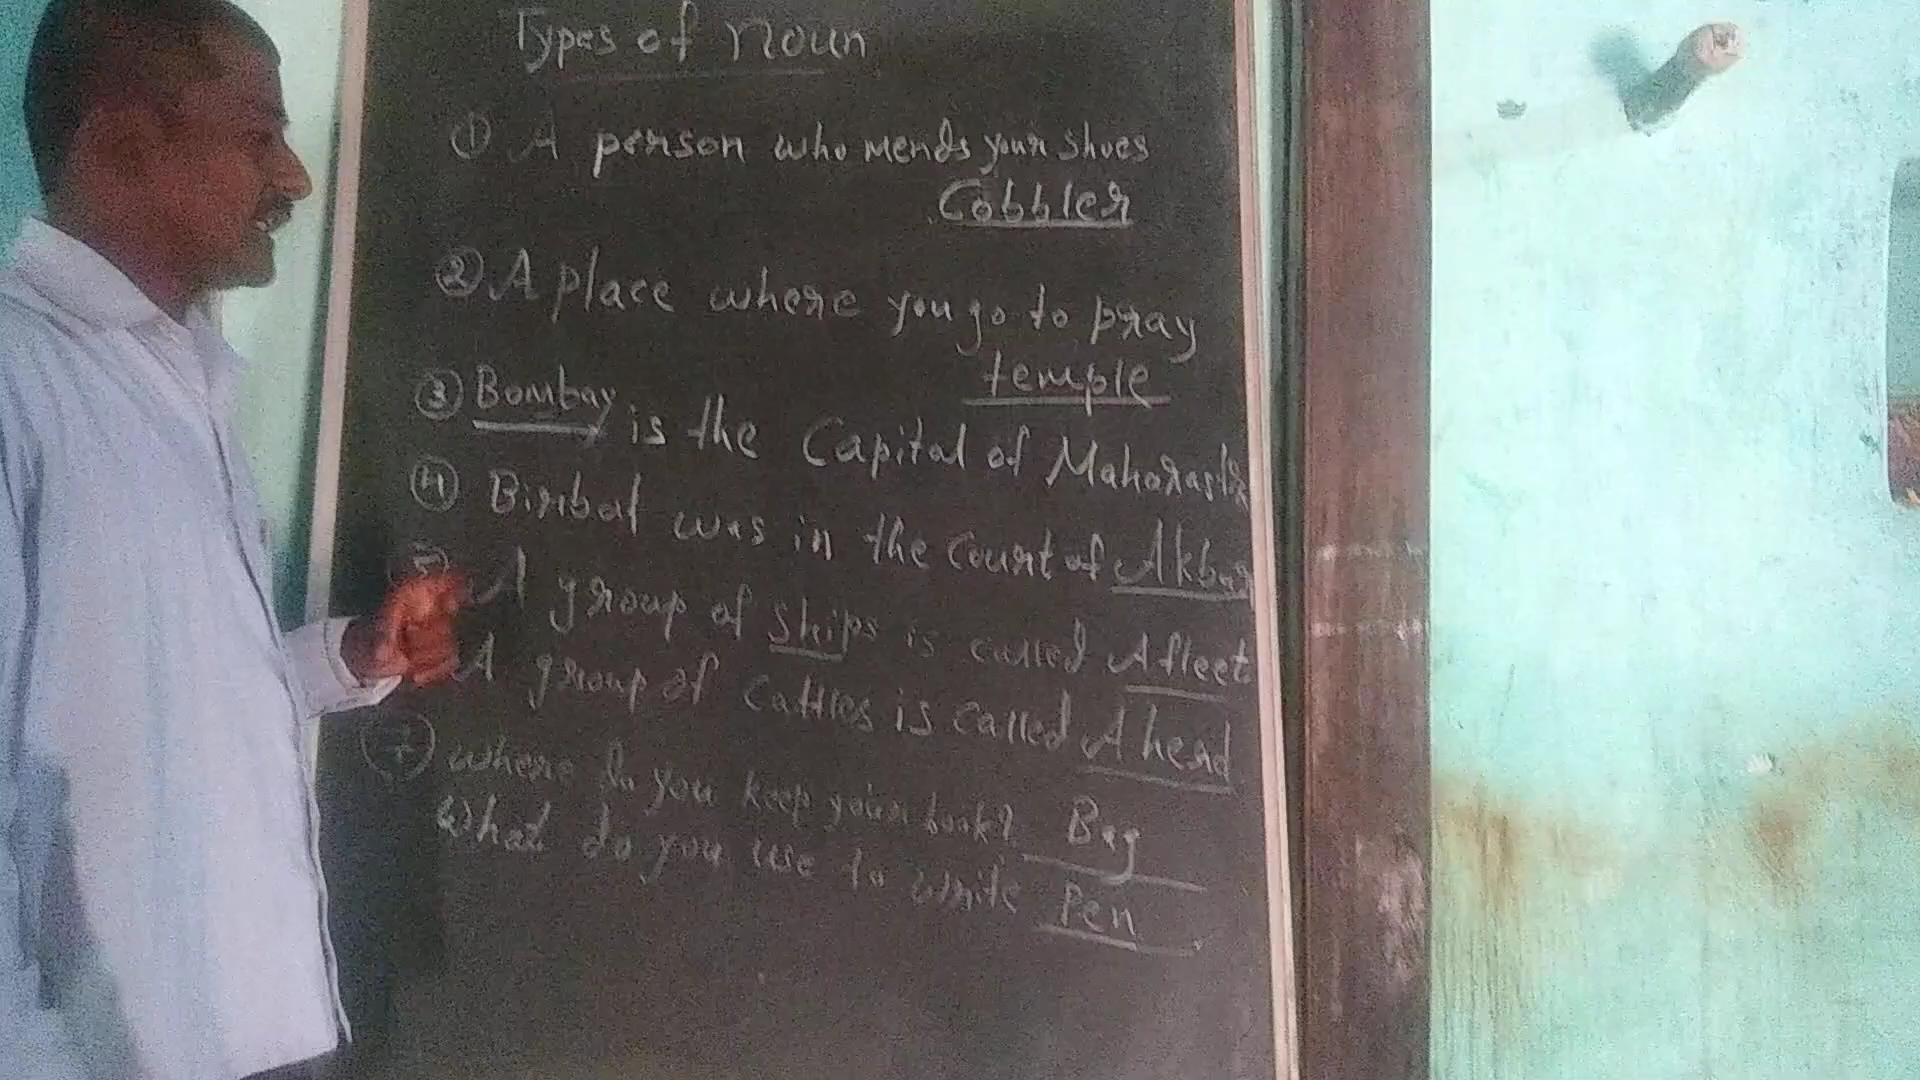 Types of Noun
① A person who mends your shoes
Cobbler
② A place where you go to pray
temple
③ Bombay is the Capital of Maharastra
④ Biribal was in the Court of Akbar
⑤ A group of ships is called A fleet
A group of Cattles is called A herd
⑦ where do you keep your book? Bag
What do you use to write Pen